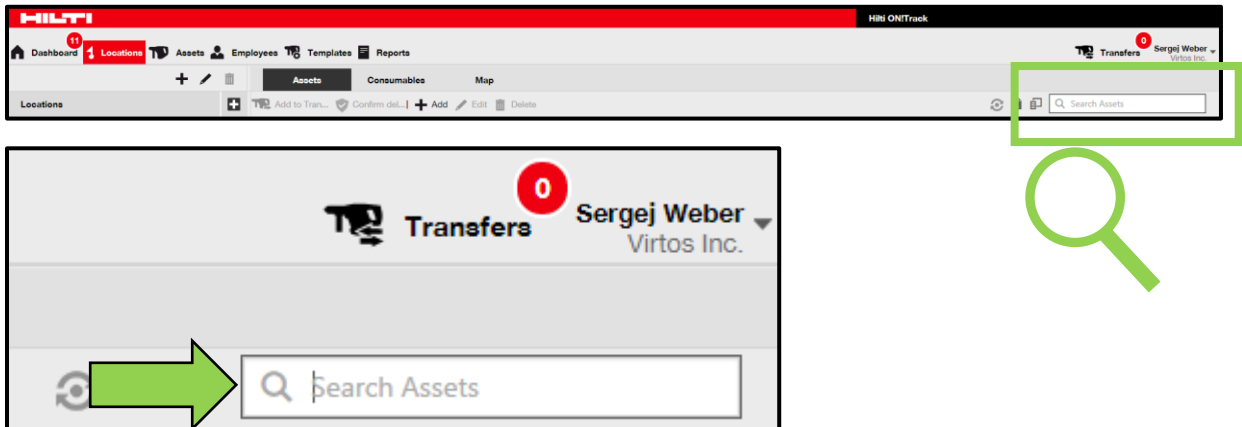 HILTI
Hilti ON!Track
11
0
Dashboard Locations Assets Employees Templates Reports
Transfers Sergej Weber
Virtos Inc.
Assets Consumables Map
Locations
Add to Tran... Confirm del...| Add Edit Delete
Search Assets
0
Transfers
Sergej Weber
Virtos Inc.
Search Assets